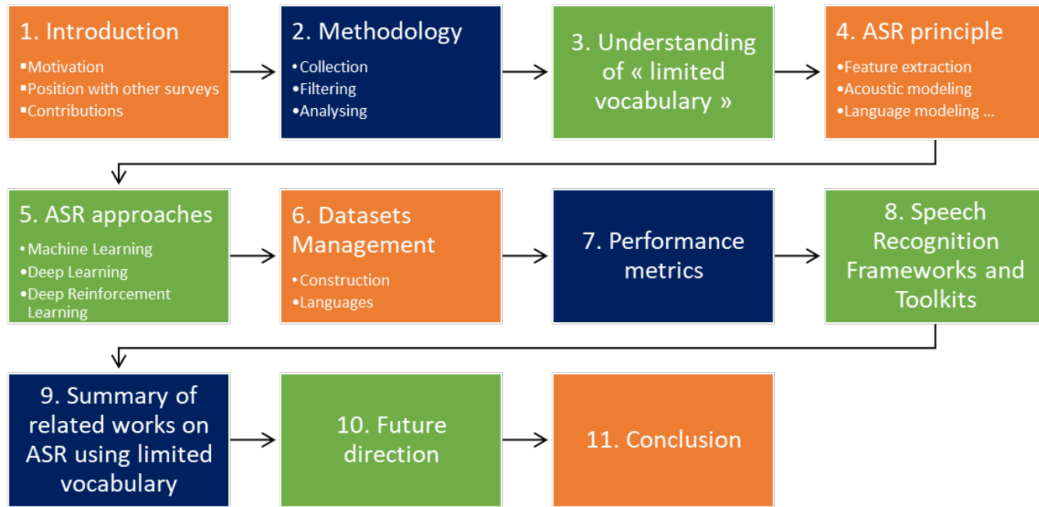 1. Introduction
▪Motivation
▪Position with other surveys
▪Contributions
2. Methodology
•Collection
•Filtering
•Analysing
3. Understanding
of « limited
vocabulary »
4. ASR principle
•Feature extraction
•Acoustic modeling
•Language modeling ...
5. ASR approaches
•Machine Learning
•Deep Learning
•Deep Reinforcement
Learning
6. Datasets
Management
•Construction
•Languages
7. Performance
metrics
8. Speech
Recognition
Frameworks and
Toolkits
9. Summary of
related works on
ASR using limited
vocabulary
10. Future
direction
11. Conclusion